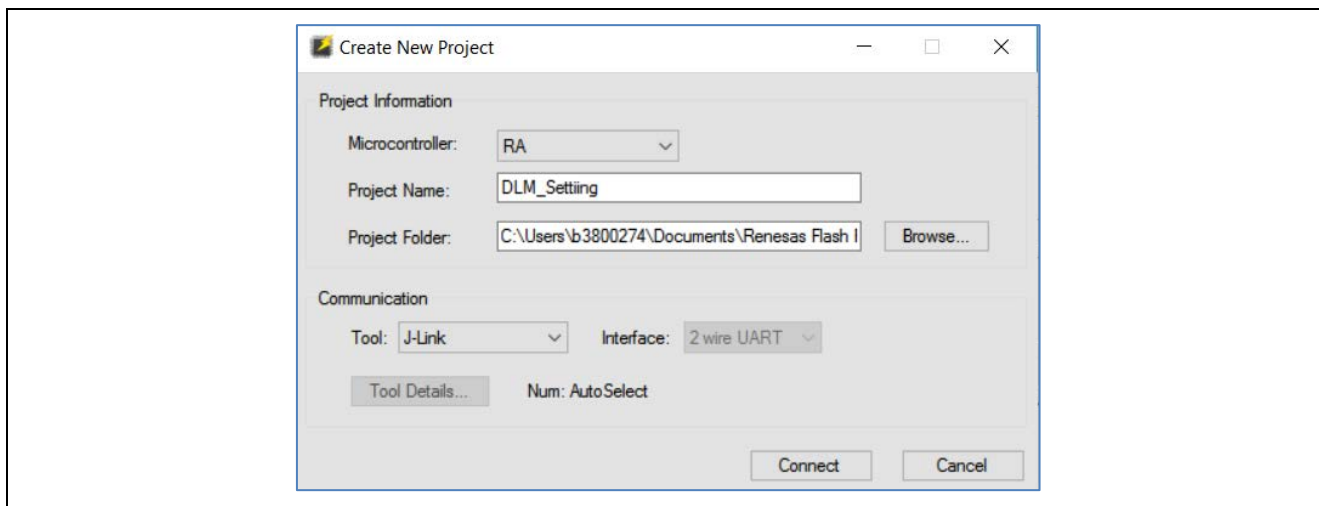 Create New Project
Project Information
Microcontroller: RA
Project Name: DLM_Settiing
Project Folder: C:\Users\b3800274\Documents\Renesas Flash Browse...
Communication
Tool: J-Link Interface: 2 wire UART
Tool Details... Num: AutoSelect
Connect Cancel